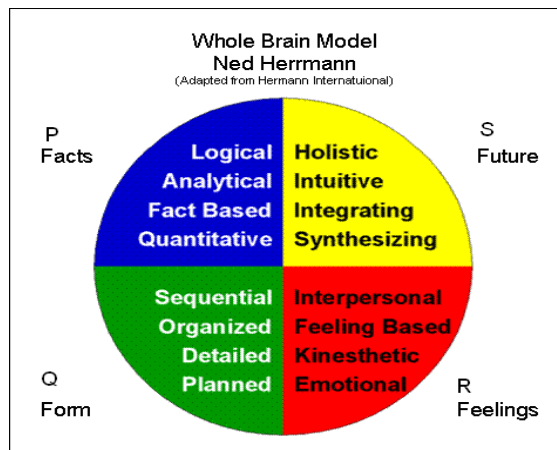 Whole Brain Model
Ned Herrmann
(Adapted from Hermann Internatuional)
P
Facts
S
Future
Logical
Analytical
Fact Based
Quantitative
Holistic
Intuitive
Integrating
Synthesizing
Sequential
Organized
Detailed
Planned
Interpersonal
Feeling Based
Kinesthetic
Emotional
Q
Form
R
Feelings